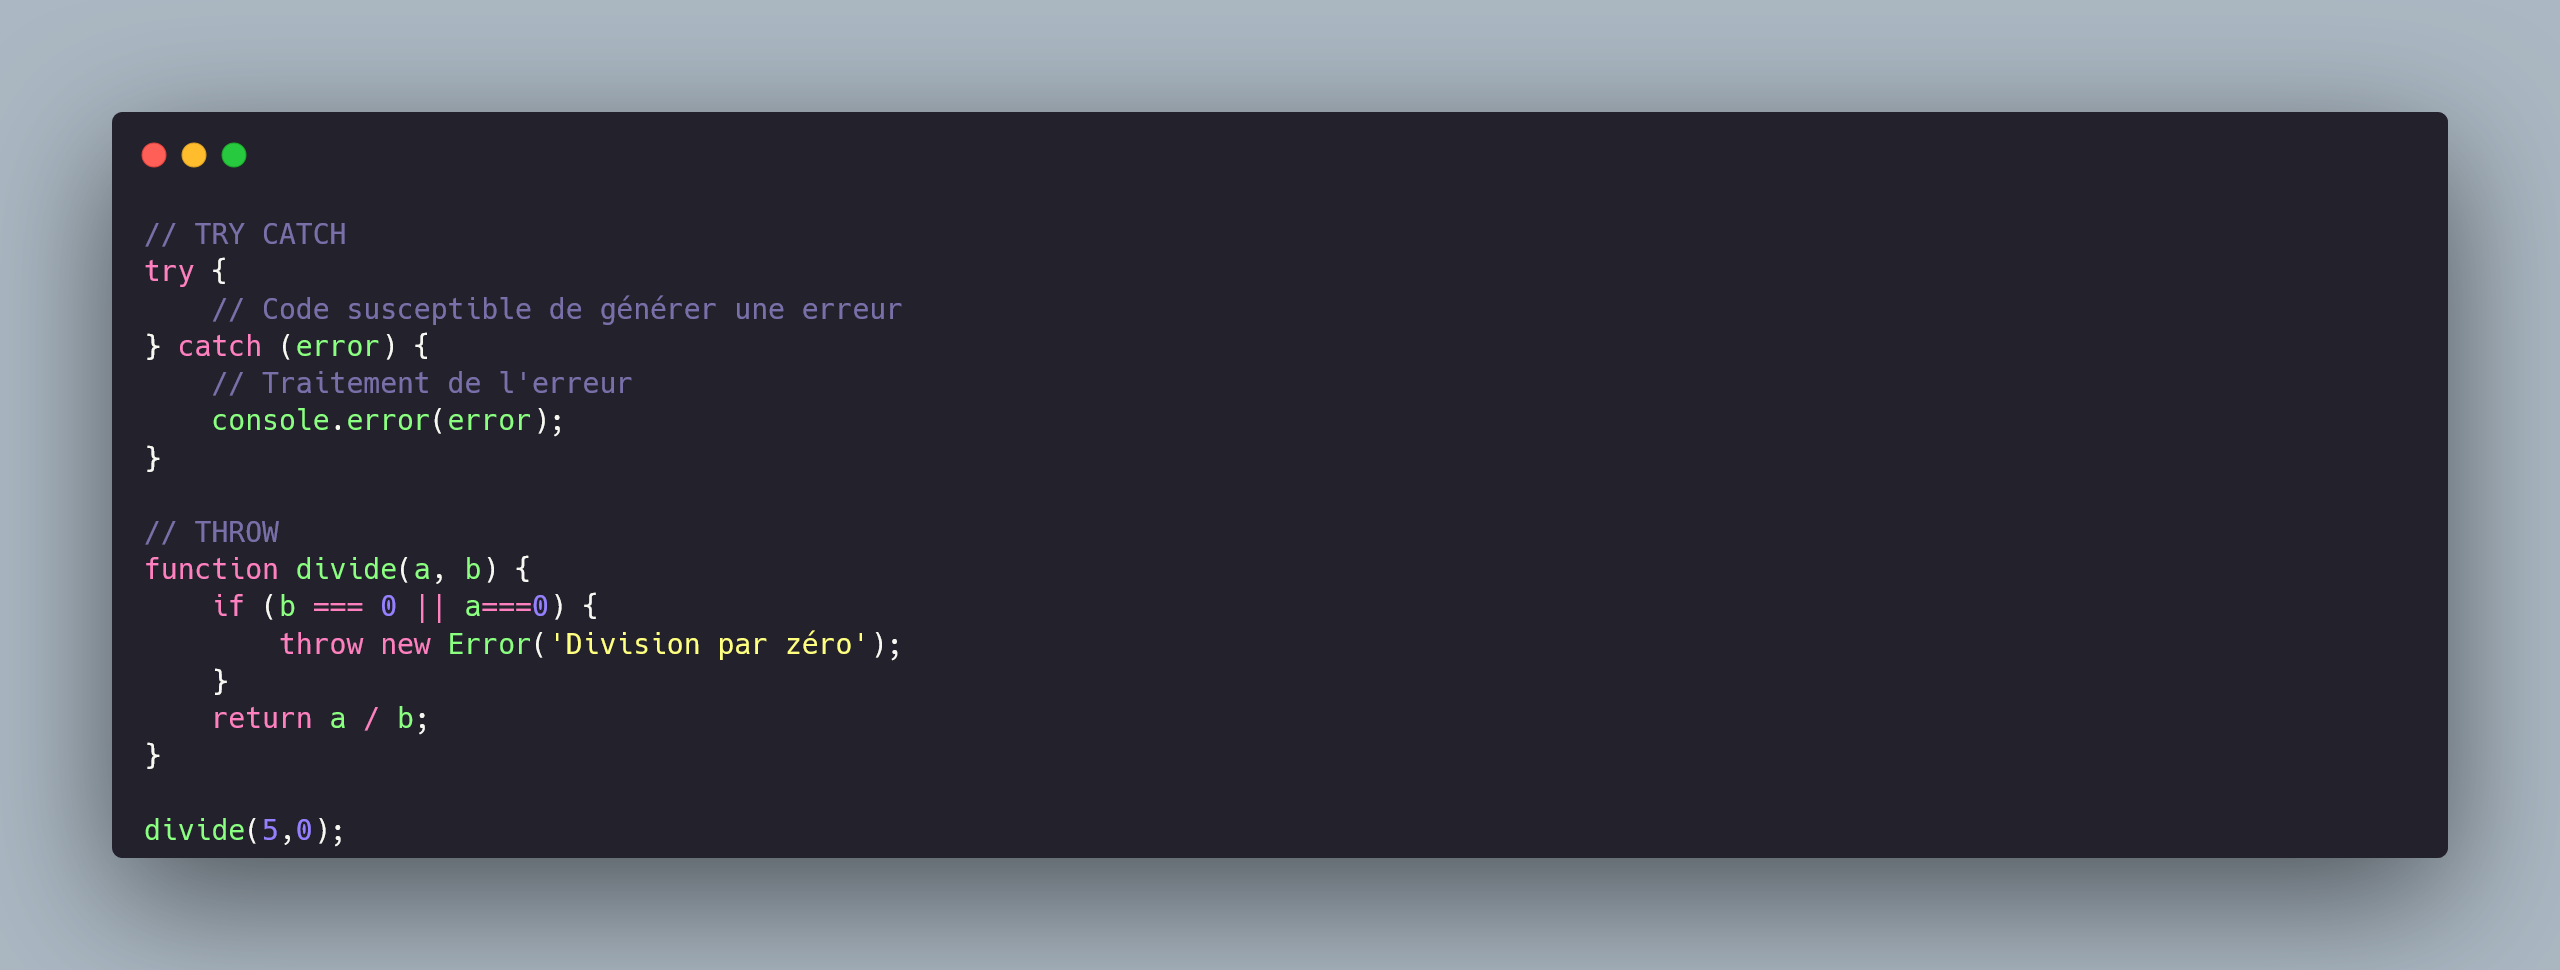 // TRY CATCH
try {
    // Code susceptible de générer une erreur
} catch (error) {
    // Traitement de l'erreur
    console.error(error);
}

// THROW
function divide(a, b) {
    if (b === 0 || a===0) {
        throw new Error('Division par zéro');
    }
    return a / b;
}

divide(5,0);